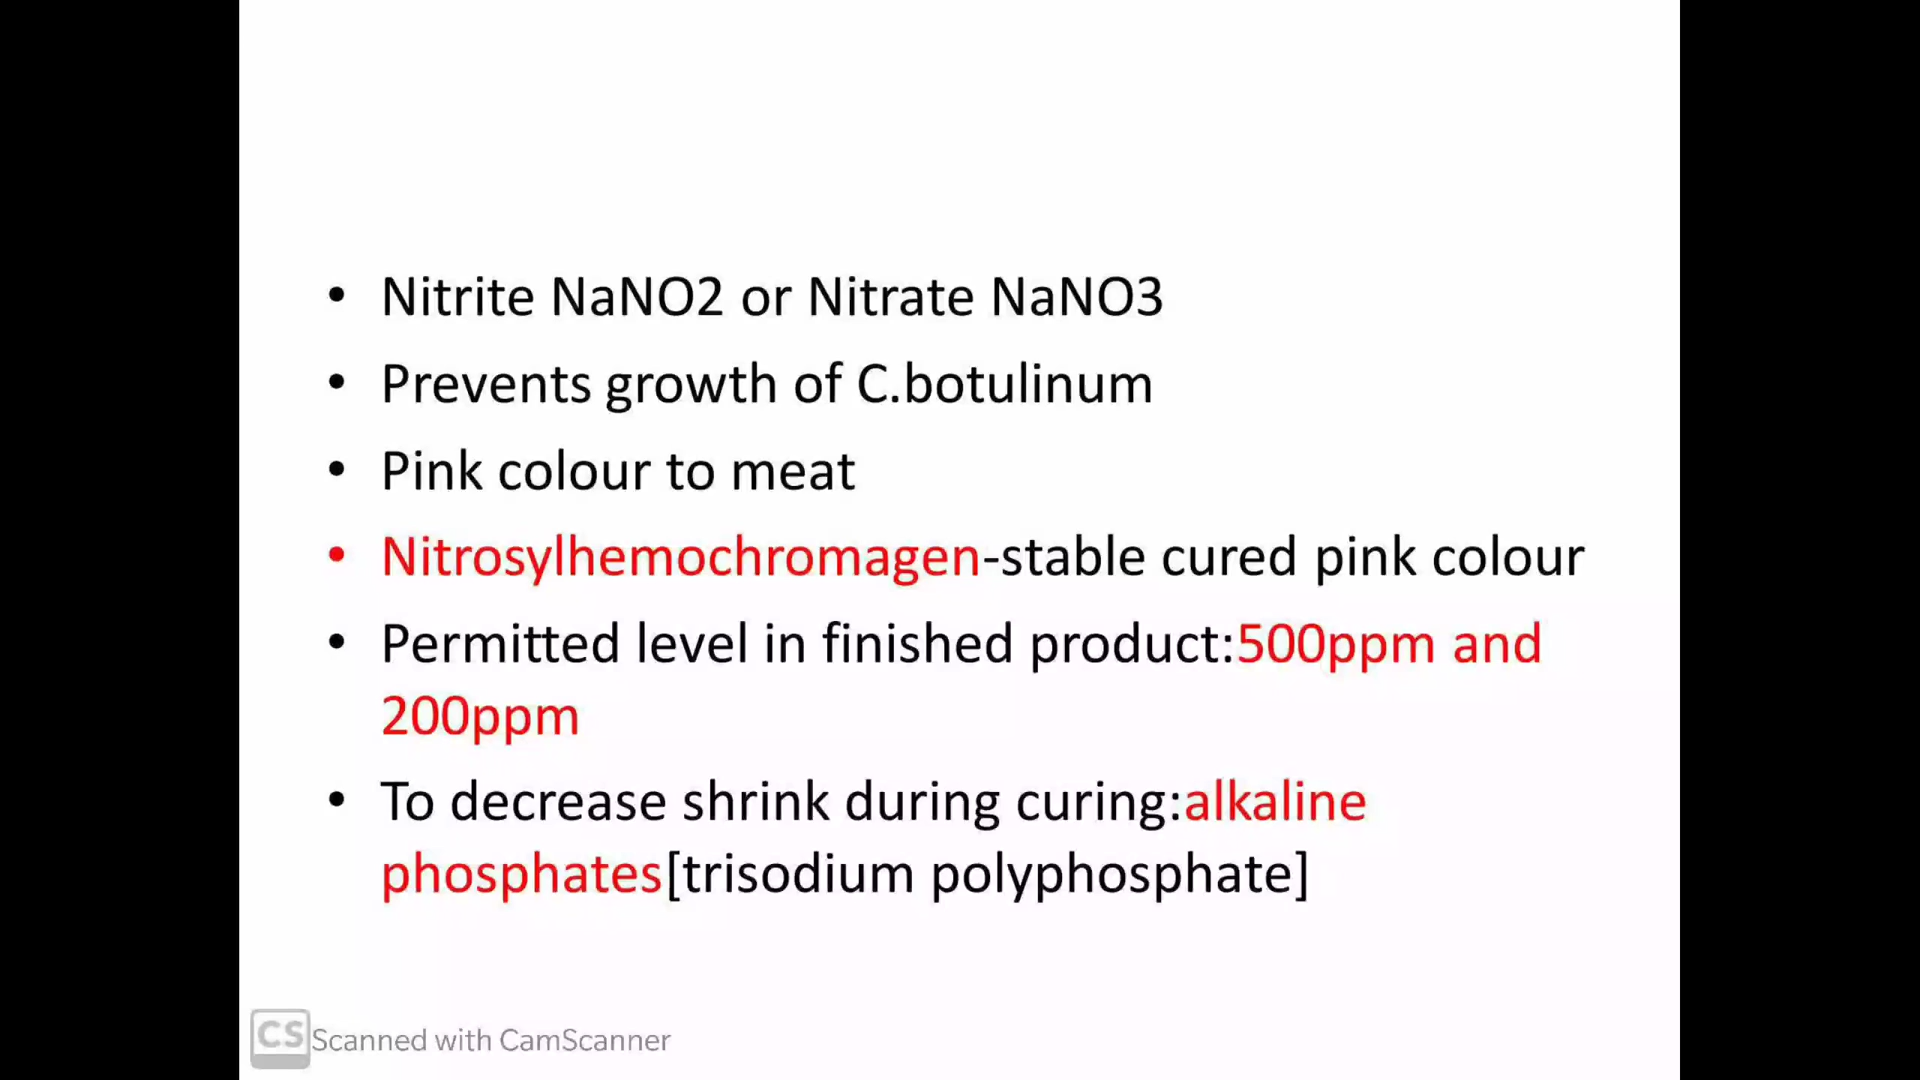 • Nitrite NaNO2 or Nitrate NaNO3
• Prevents growth of C.botulinum
• Pink colour to meat
• Nitrosylhemochromagen-stable cured pink colour
• Permitted level in finished product:500ppm and
200ppm
• To decrease shrink during curing:alkaline
phosphates[trisodium polyphosphate]
CS Scanned with CamScanner